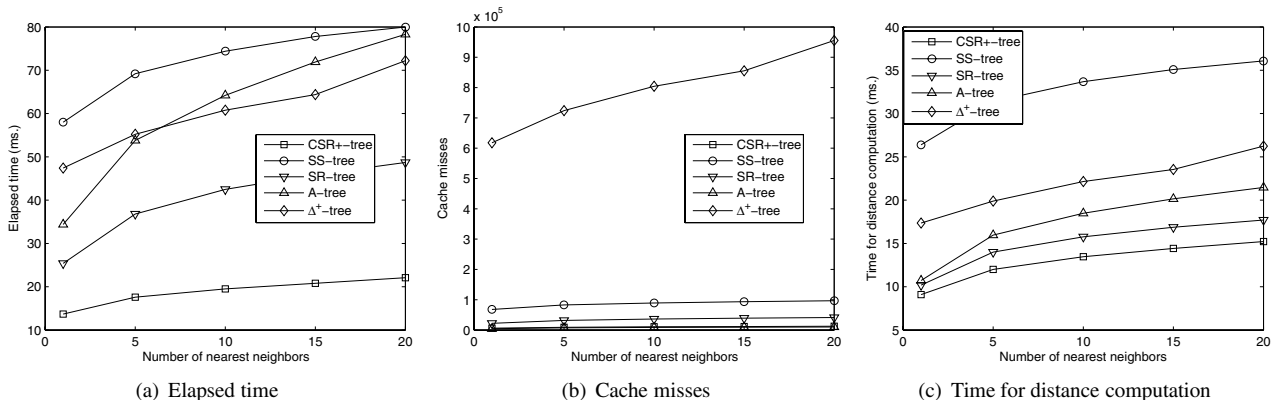 80
70
60
50
40
30
20
10
0
5
10
15
20
Elapsed time (ms.)
Number of nearest neighbors
CSR+−tree
SS−tree
SR−tree
A−tree
Δ⁺−tree
(a) Elapsed time
x 10⁵
10
9
8
7
6
5
4
3
2
1
0
0
5
10
15
20
Cache misses
Number of nearest neighbors
CSR+−tree
SS−tree
SR−tree
A−tree
Δ⁺−tree
(b) Cache misses
40
35
30
25
20
15
10
5
0
5
10
15
20
Time for distance computation (ms.)
Number of nearest neighbors
CSR+−tree
SS−tree
SR−tree
A−tree
Δ⁺−tree
(c) Time for distance computation